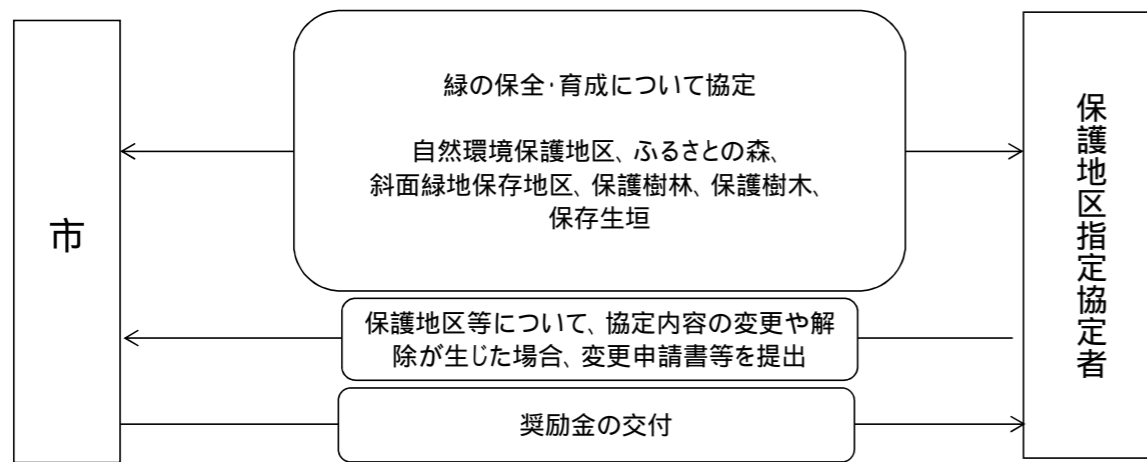 市
緑の保全・育成について協定
自然環境保護地区、ふるさとの森、
斜面緑地保存地区、保護樹林、保護樹木、
保存生垣
保護地区等について、協定内容の変更や解
除が生じた場合、変更申請書等を提出
奨励金の交付
保護地区指定協定者